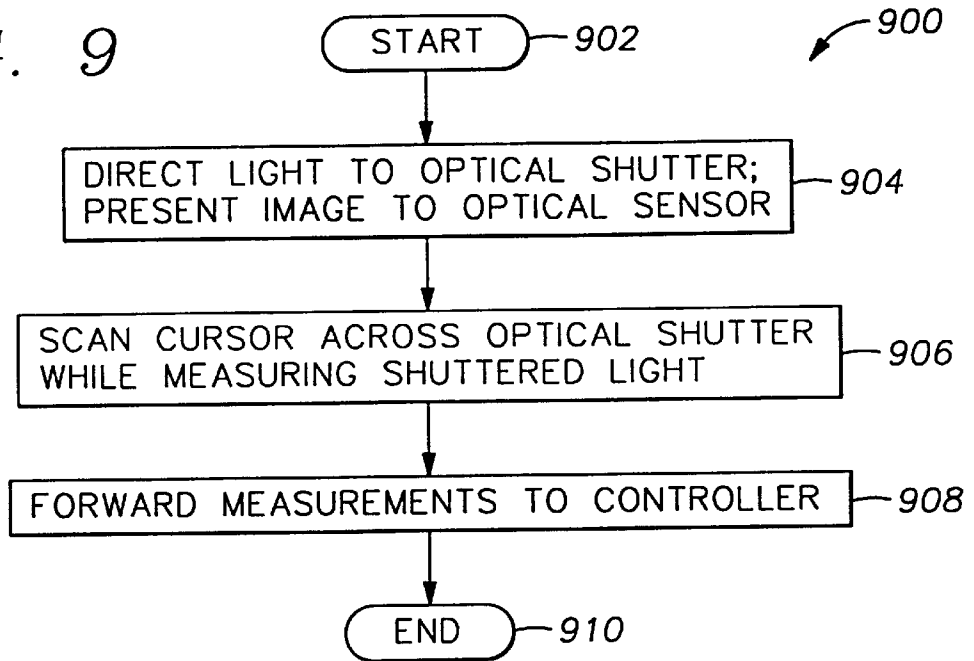 9
900
START 902
DIRECT LIGHT TO OPTICAL SHUTTER;
PRESENT IMAGE TO OPTICAL SENSOR
904
SCAN CURSOR ACROSS OPTICAL SHUTTER
WHILE MEASURING SHUTTERED LIGHT
906
FORWARD MEASUREMENTS TO CONTROLLER 908
END 910